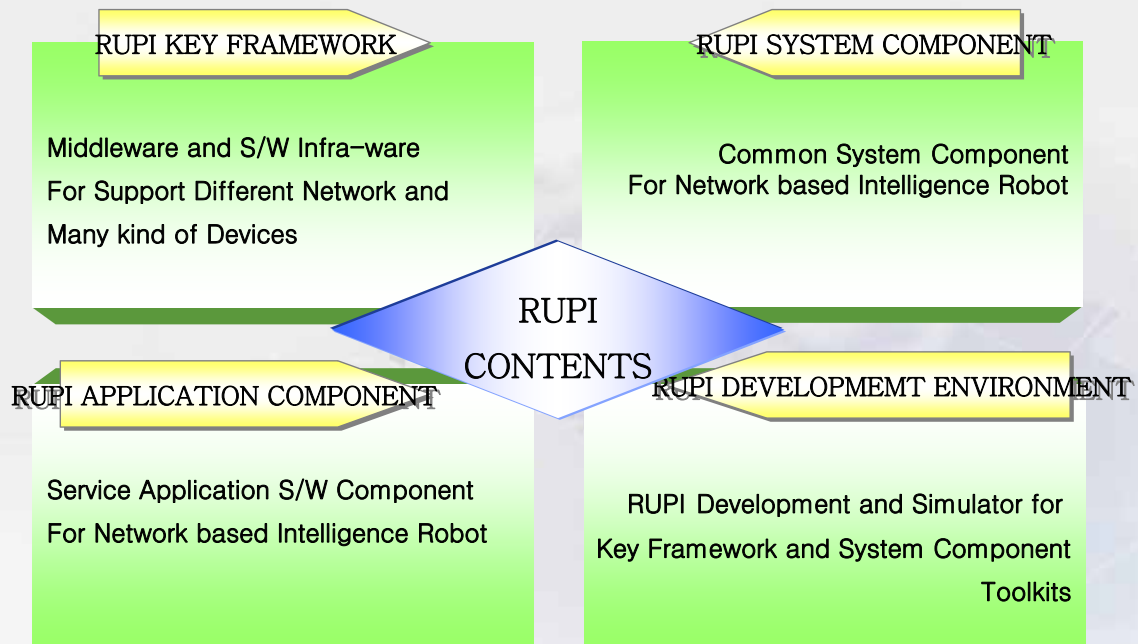 RUPI KEY FRAMEWORK
Middleware and S/W Infra-ware
For Support Different Network and
Many kind of Devices
RUPI SYSTEM COMPONENT
Common System Component
For Network based Intelligence Robot
RUPI
CONTENTS
RUPI APPLICATION COMPONENT
Service Application S/W Component
For Network based Intelligence Robot
RUPI DEVELOPMEMT ENVIRONMENT
RUPI Development and Simulator for
Key Framework and System Component
Toolkits